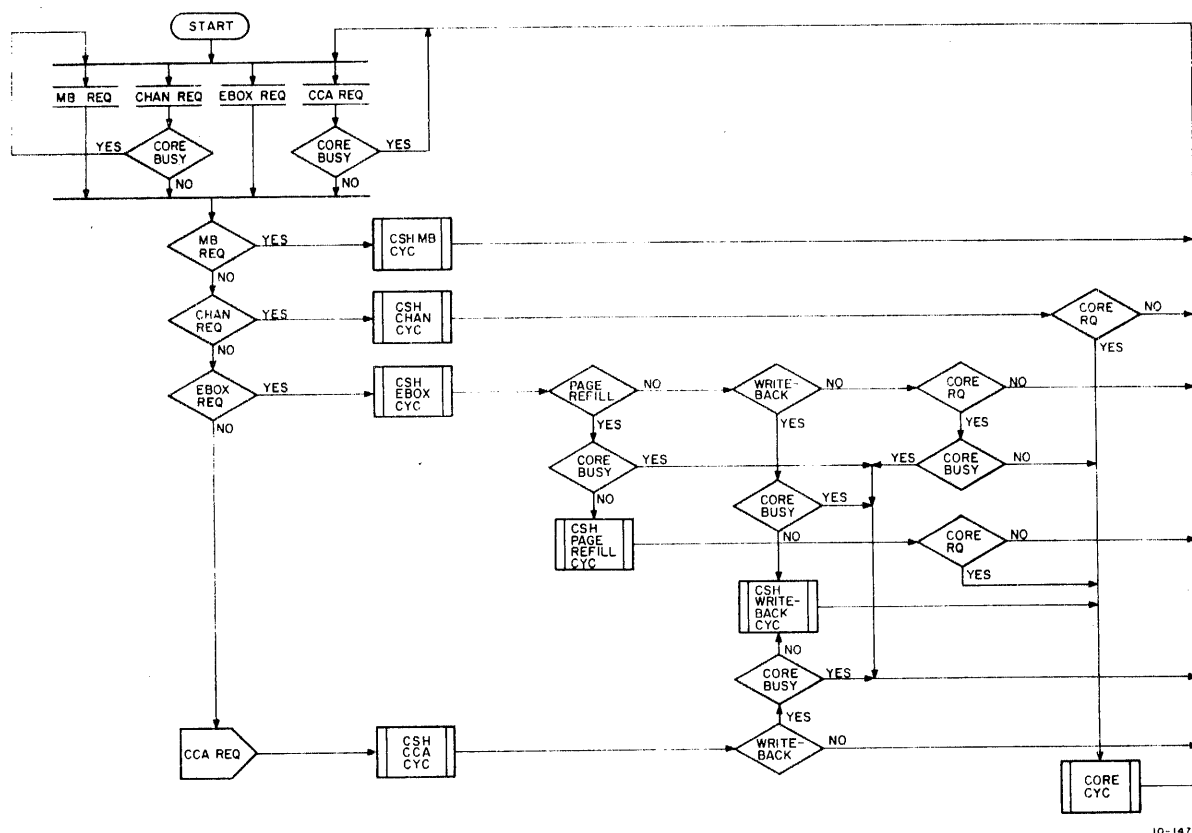 START
MB REQ
CHAN REQ
EBOX REQ
CCA REQ
YES
CORE
BUSY
NO
CORE
BUSY
YES
NO
MB
REQ
YES
NO
CSH MB
CYC
CHAN
REQ
YES
NO
CSH
CHAN
CYC
CORE
RQ
NO
YES
EBOX
REQ
YES
NO
CSH
EBOX
CYC
PAGE
REFILL
NO
YES
WRITE-
BACK
NO
YES
CORE
RQ
NO
YES
CORE
BUSY
YES
NO
YES
CORE
BUSY
NO
CORE
BUSY
YES
NO
CSH
PAGE
REFILL
CYC
CORE
RQ
NO
YES
CSH
WRITE-
BACK
CYC
NO
CORE
BUSY
YES
YES
CCA REQ
CSH
CCA
CYC
WRITE-
BACK
NO
CORE
CYC
10-147